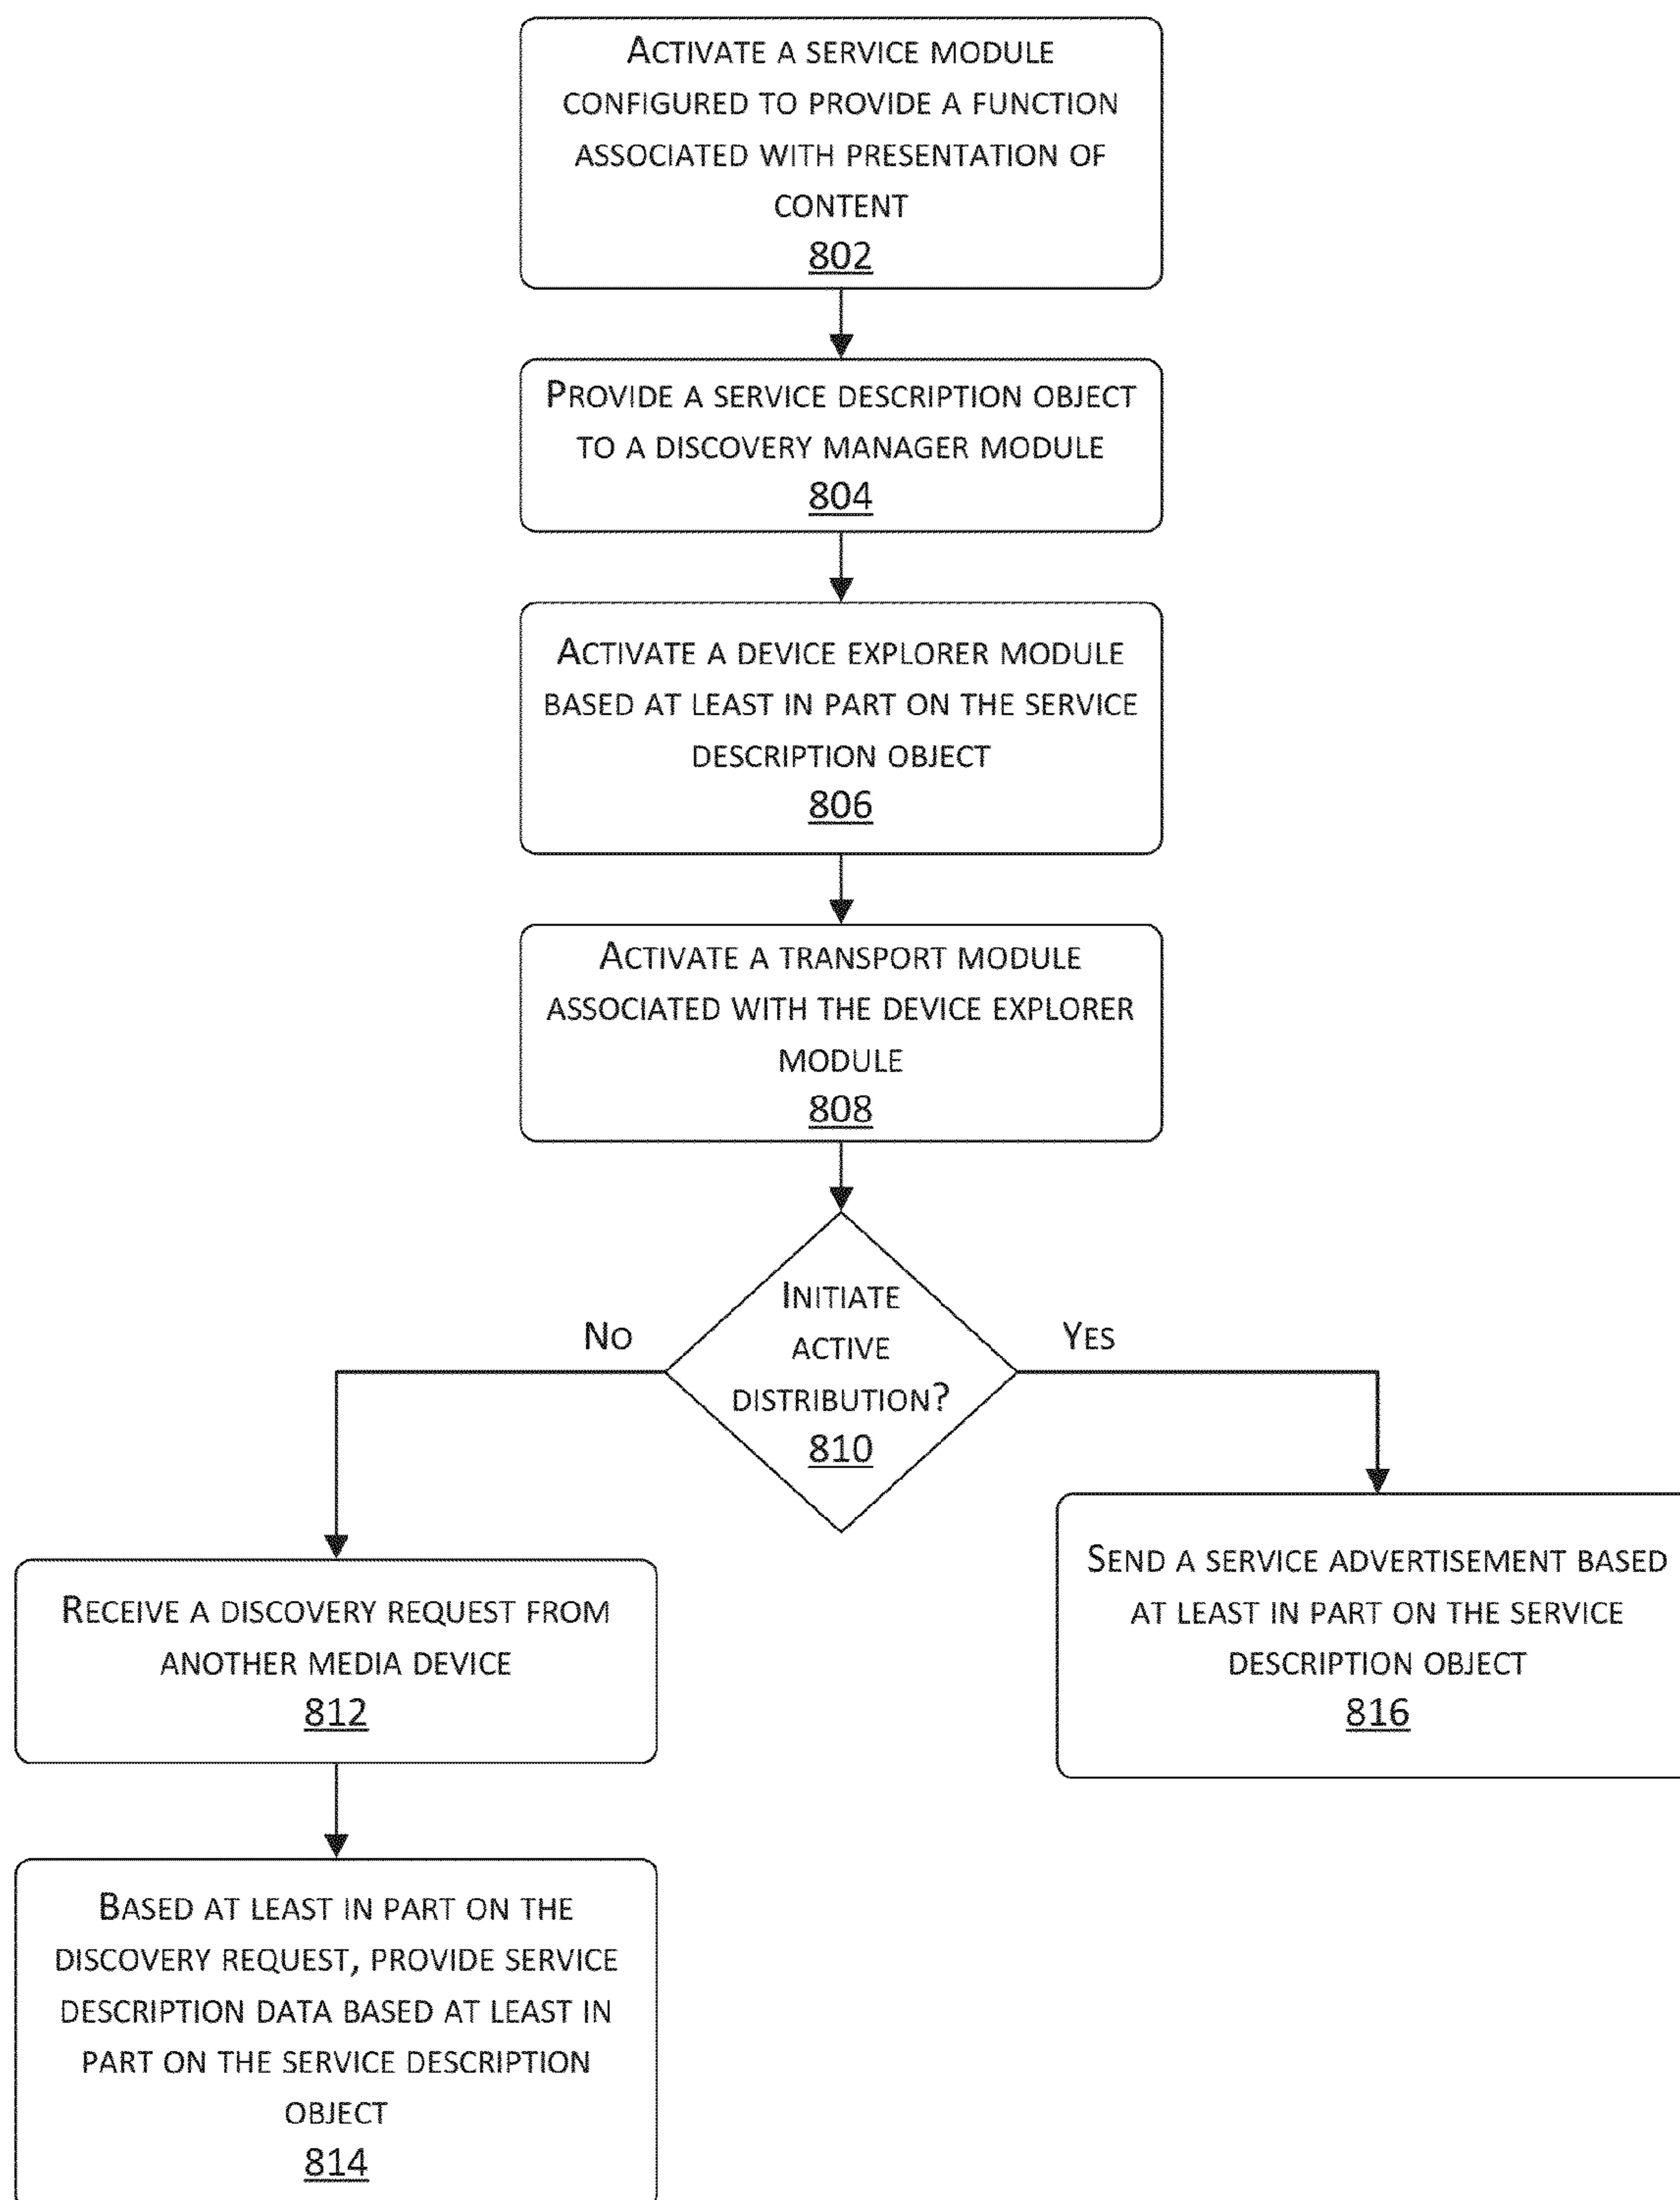 ACTIVATE A SERVICE MODULE
CONFIGURED TO PROVIDE A FUNCTION
ASSOCIATED WITH PRESENTATION OF
CONTENT
802
PROVIDE A SERVICE DESCRIPTION OBJECT
TO A DISCOVERY MANAGER MODULE
804
ACTIVATE A DEVICE EXPLORER MODULE
BASED AT LEAST IN PART ON THE SERVICE
DESCRIPTION OBJECT
806
ACTIVATE A TRANSPORT MODULE
ASSOCIATED WITH THE DEVICE EXPLORER
MODULE
808
INITIATE
ACTIVE
DISTRIBUTION?
810
NO
YES
RECEIVE A DISCOVERY REQUEST FROM
ANOTHER MEDIA DEVICE
812
BASED AT LEAST IN PART ON THE
DISCOVERY REQUEST, PROVIDE SERVICE
DESCRIPTION DATA BASED AT LEAST IN
PART ON THE SERVICE DESCRIPTION
OBJECT
814
SEND A SERVICE ADVERTISEMENT BASED
AT LEAST IN PART ON THE SERVICE
DESCRIPTION OBJECT
816